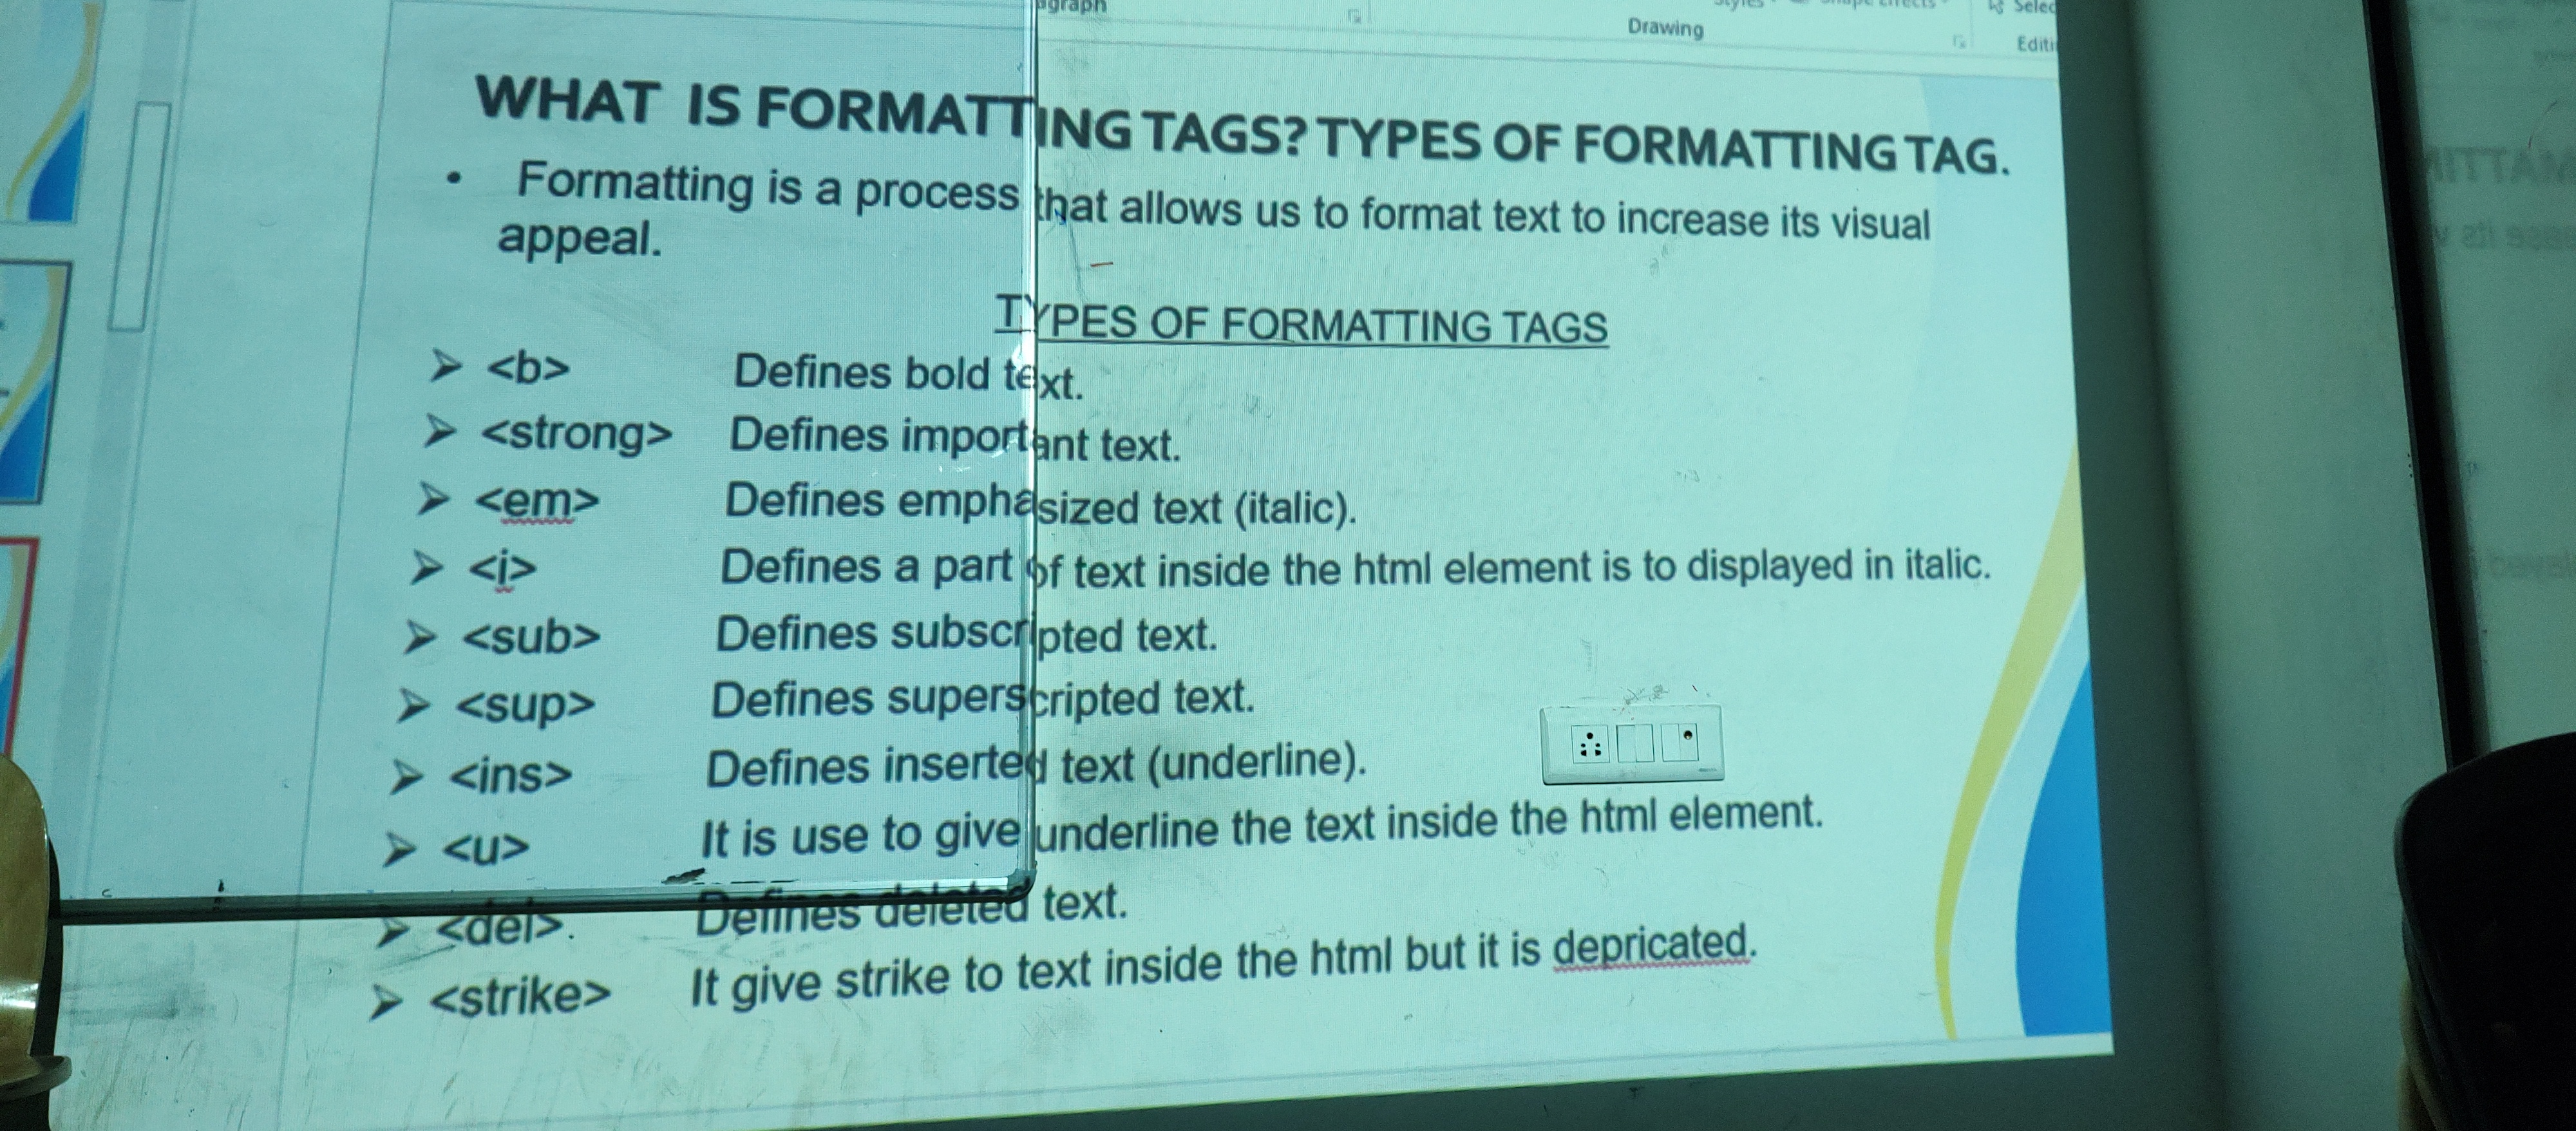 Drawing
WHAT IS FORMATTING TAGS? TYPES OF FORMATTING TAG.
• Formatting is a process that allows us to format text to increase its visual
appeal.
TYPES OF FORMATTING TAGS
➢ <b> Defines bold text.
➢ <strong> Defines important text.
➢ <em> Defines emphasized text (italic).
➢ <i> Defines a part of text inside the html element is to displayed in italic.
➢ <sub> Defines subscripted text.
➢ <sup> Defines superscripted text.
➢ <ins> Defines inserted text (underline).
➢ <u> It is use to give underline the text inside the html element.
➢ <del>. Defines deleted text.
➢ <strike> It give strike to text inside the html but it is depricated.